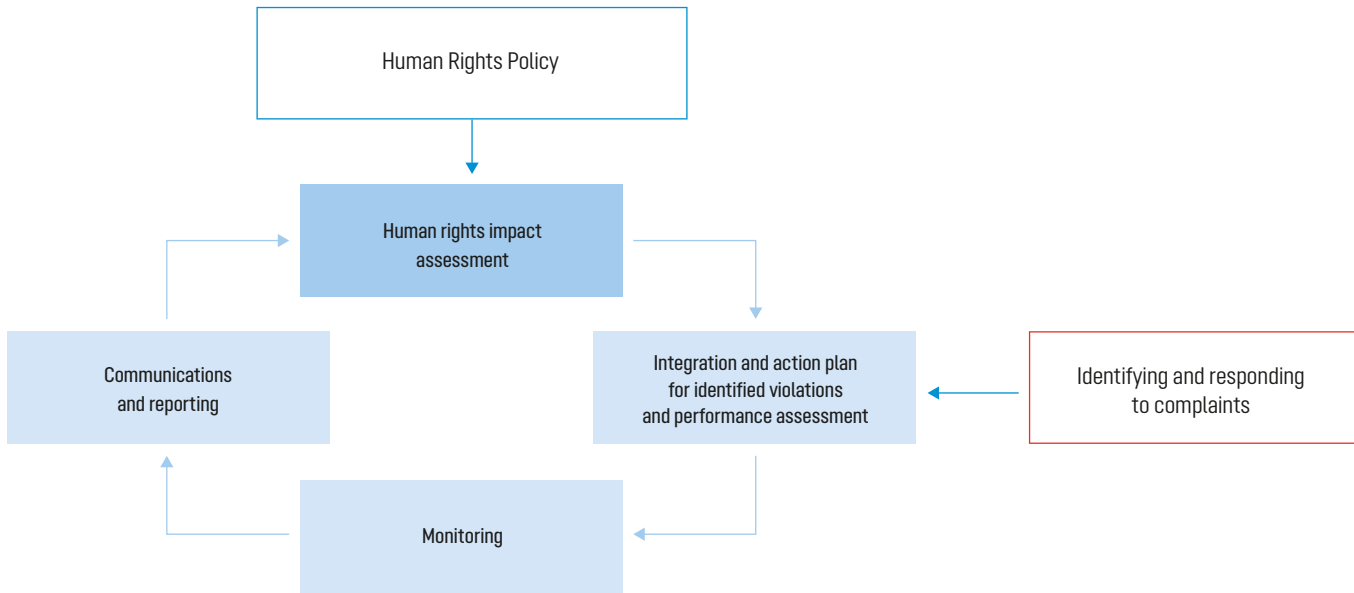 Human Rights Policy
Human rights impact
assessment
Communications
and reporting
Integration and action plan
for identified violations
and performance assessment
Identifying and responding
to complaints
Monitoring